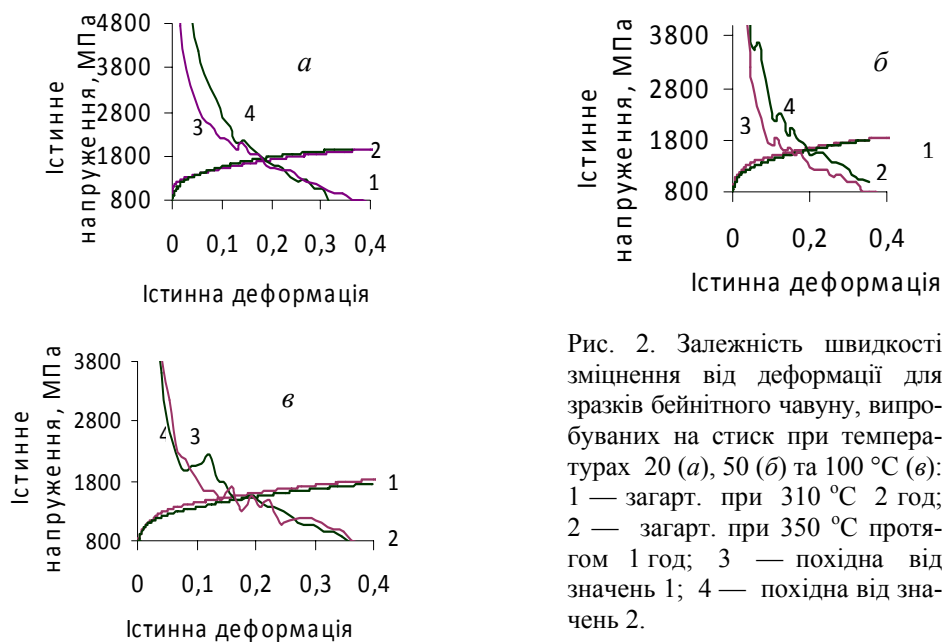 4800
3800
2800
1800
800
Істинне
напруження, МПа
а
3
4
2
1
0 0,1 0,2 0,3 0,4
Істинна деформація
3800
2800
1800
800
Істинне
напруження, МПа
б
4
3
1
2
0 0,2 0,4
Істинна деформація
3800
2800
1800
800
Істинне
напруження, МПа
в
4 3
1
2
0 0,1 0,2 0,3 0,4
Істинна деформація
Рис. 2. Залежність швидкості
зміцнення від деформації для
зразків бейнітного чавуну, випро-
буваних на стиск при темпера-
турах 20 (а), 50 (б) та 100 °С (в):
1 — загарт. при 310 °С 2 год;
2 — загарт. при 350 °С протя-
гом 1 год; 3 — похідна від
значень 1; 4 — похідна від зна-
чень 2.